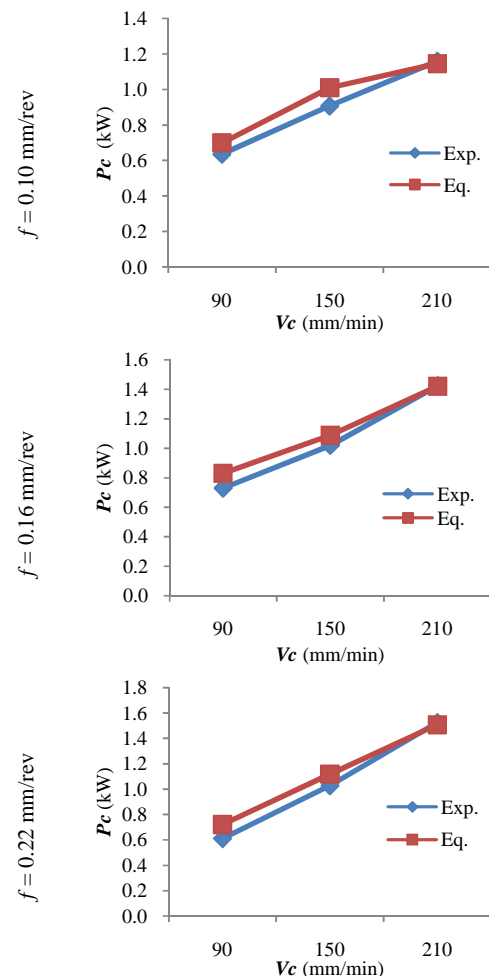 f = 0.10 mm/rev
Pc (kW)
1.4
1.2
1.0
0.8
0.6
0.4
0.2
0.0
Exp.
Eq.
90 150 210
Vc (mm/min)
f = 0.16 mm/rev
Pc (kW)
1.6
1.4
1.2
1.0
0.8
0.6
0.4
0.2
0.0
Exp.
Eq.
90 150 210
Vc (mm/min)
f = 0.22 mm/rev
Pc (kW)
1.8
1.6
1.4
1.2
1.0
0.8
0.6
0.4
0.2
0.0
Exp.
Eq.
90 150 210
Vc (mm/min)